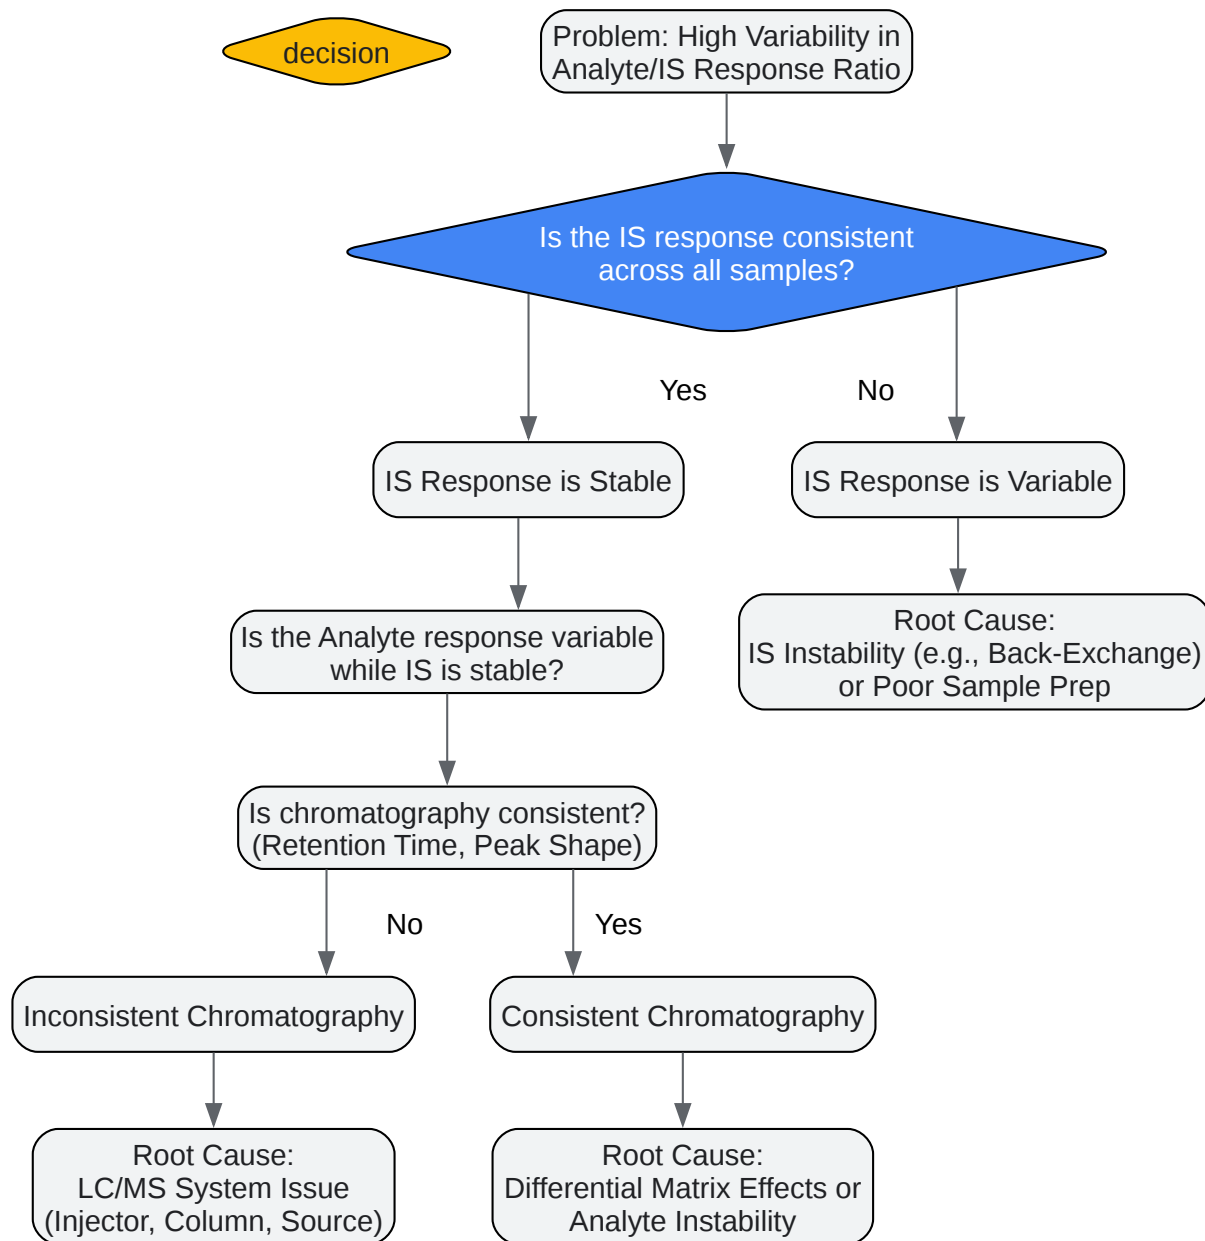 decision
Problem: High Variability in
Analyte/IS Response Ratio
Is the IS response consistent
across all samples?
Yes
No
IS Response is Stable
IS Response is Variable
Is the Analyte response variable
while IS is stable?
Root Cause:
IS Instability (e.g., Back-Exchange)
or Poor Sample Prep
Is chromatography consistent?
(Retention Time, Peak Shape)
No
Yes
Inconsistent Chromatography
Consistent Chromatography
Root Cause:
LC/MS System Issue
(Injector, Column, Source)
Root Cause:
Differential Matrix Effects or
Analyte Instability